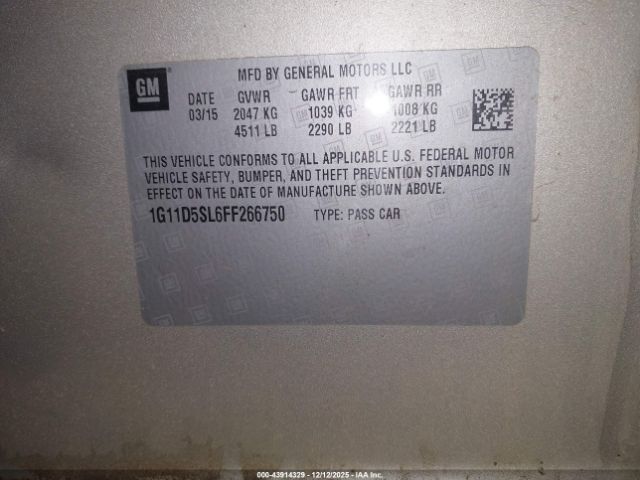 GM
MFD BY GENERAL MOTORS LLC
DATE GVWR GAWR FRT GAWR RR
03/15 2047 KG 1039 KG 1008 KG
4511 LB 2290 LB 2221 LB
THIS VEHICLE CONFORMS TO ALL APPLICABLE U.S. FEDERAL MOTOR
VEHICLE SAFETY, BUMPER, AND THEFT PREVENTION STANDARDS IN
EFFECT ON THE DATE OF MANUFACTURE SHOWN ABOVE.
1G11D5SL6FF266750 TYPE: PASS CAR
000-43914329 - 12/12/2025 - IAA Inc.